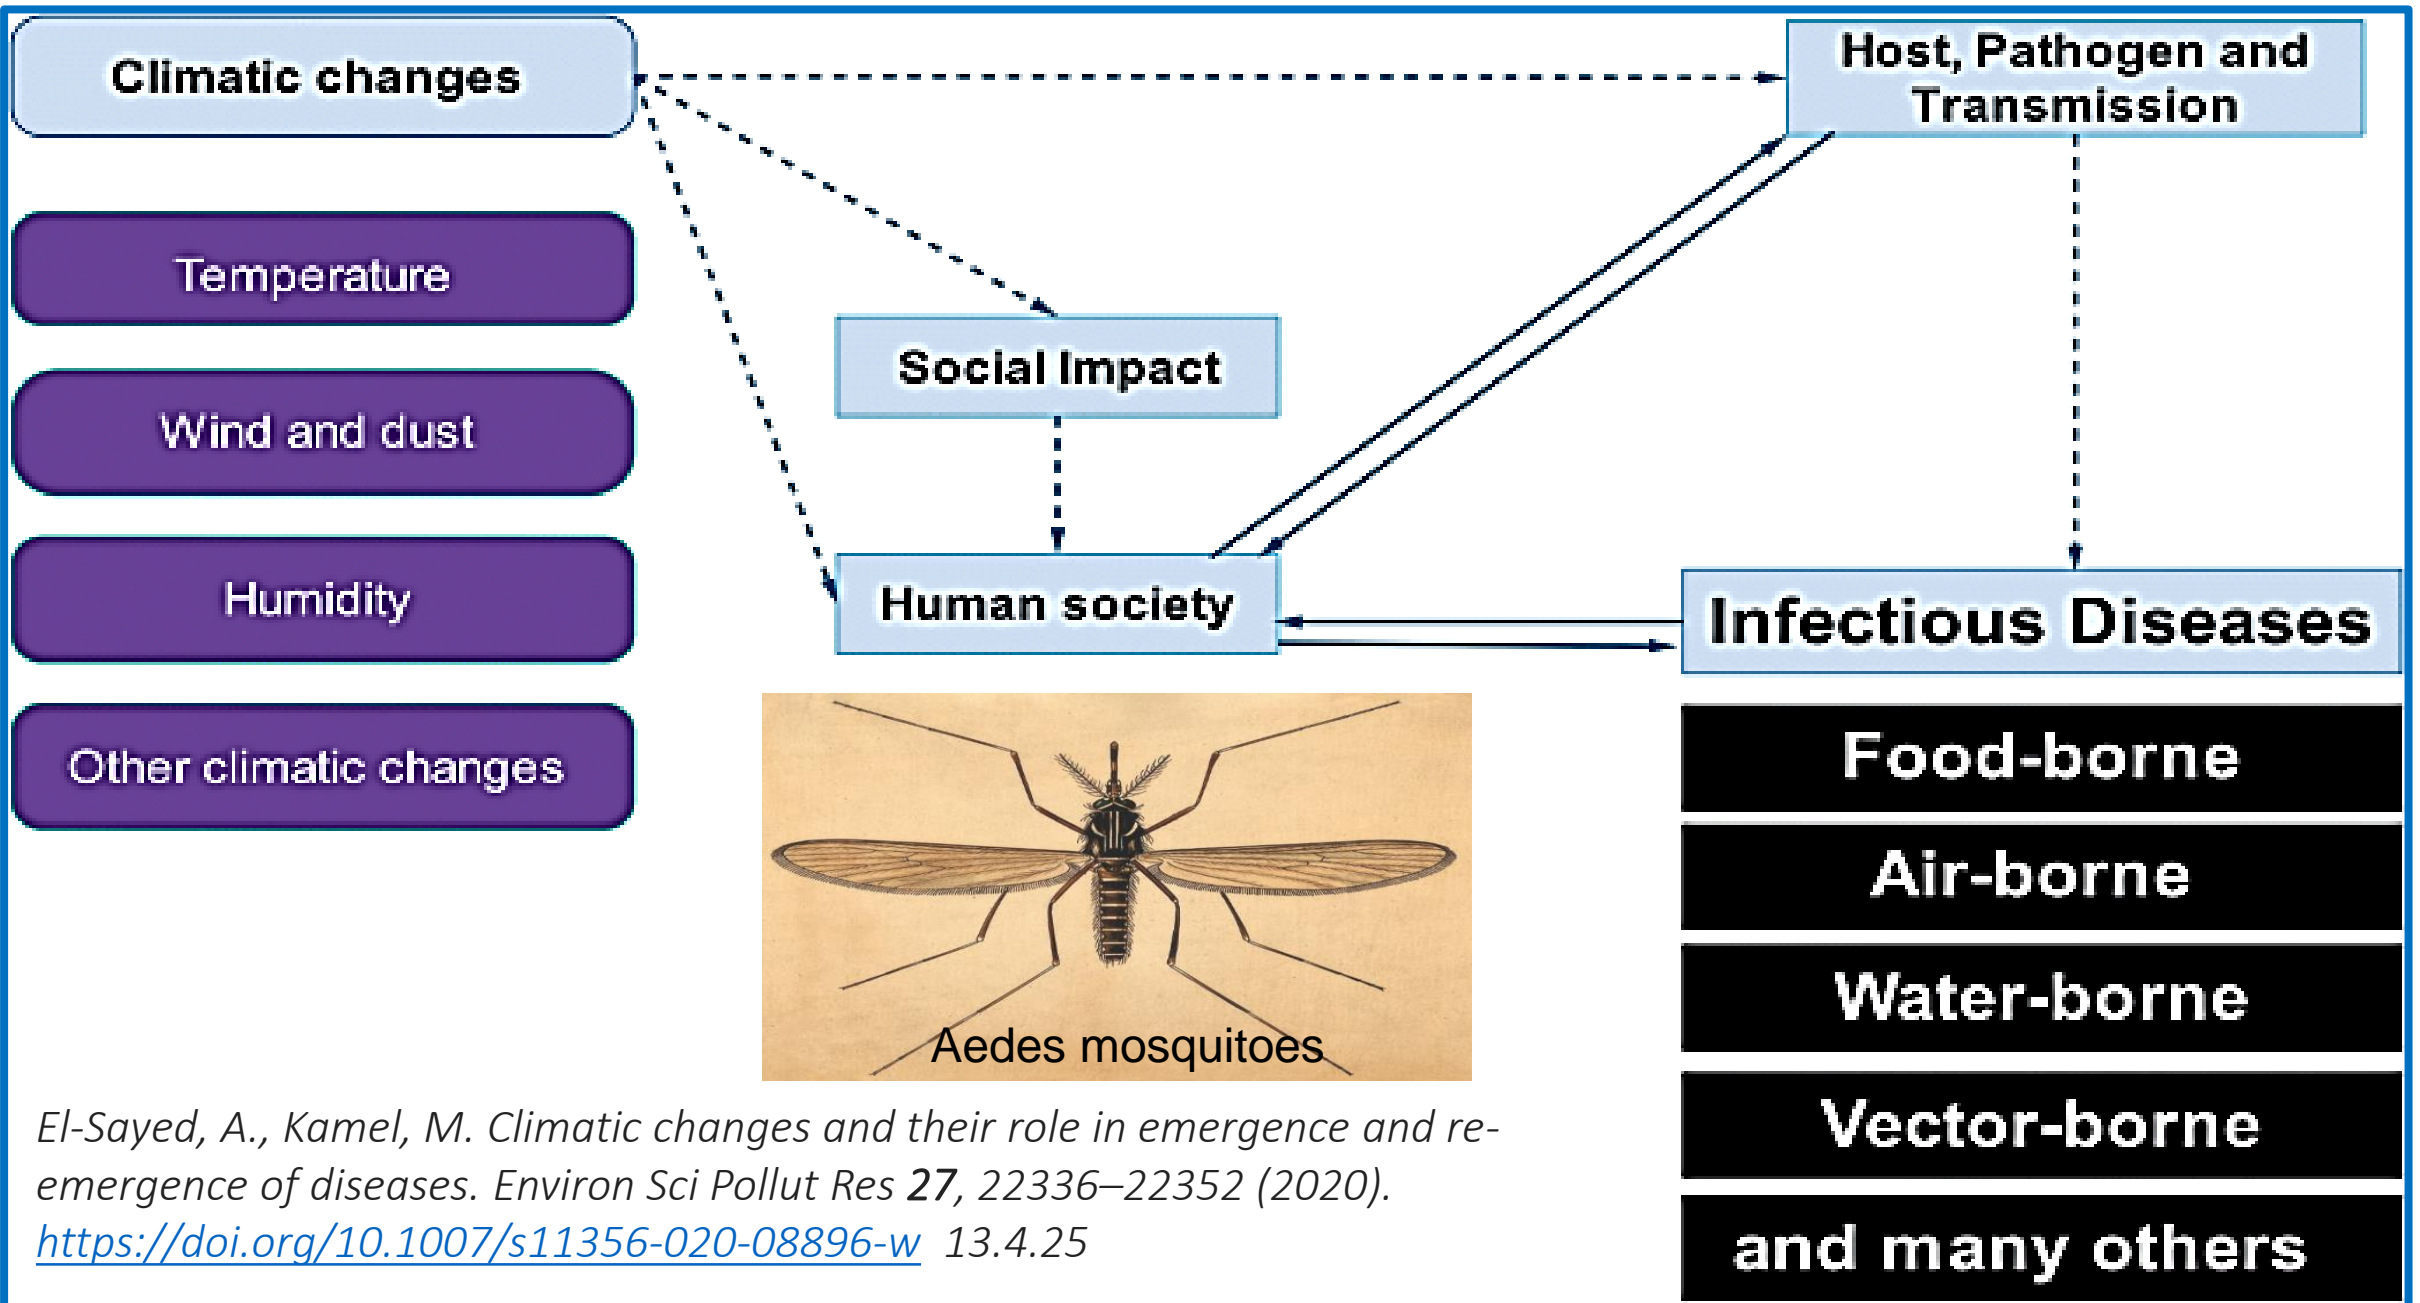 Climatic changes
Temperature
Wind and dust
Humidity
Other climatic changes
Host, Pathogen and
Transmission
Social Impact
Human society
Infectious Diseases
Food-borne
Air-borne
Water-borne
Vector-borne
and many others
Aedes mosquitoes
El-Sayed, A., Kamel, M. Climatic changes and their role in emergence and re-
emergence of diseases. Environ Sci Pollut Res 27, 22336–22352 (2020).
https://doi.org/10.1007/s11356-020-08896-w 13.4.25